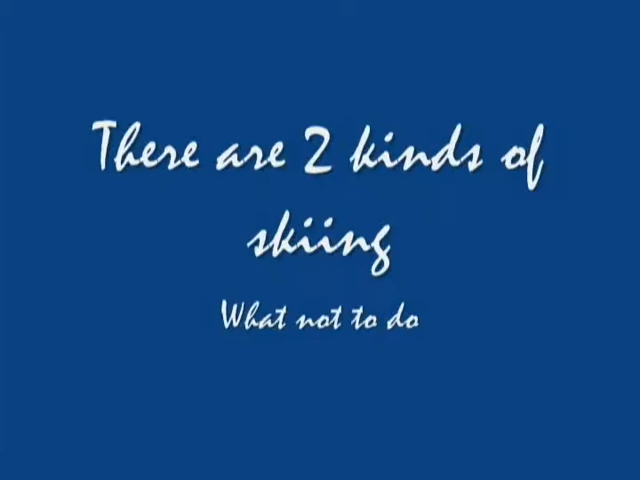 There are 2 kinds of
skiing
What not to do